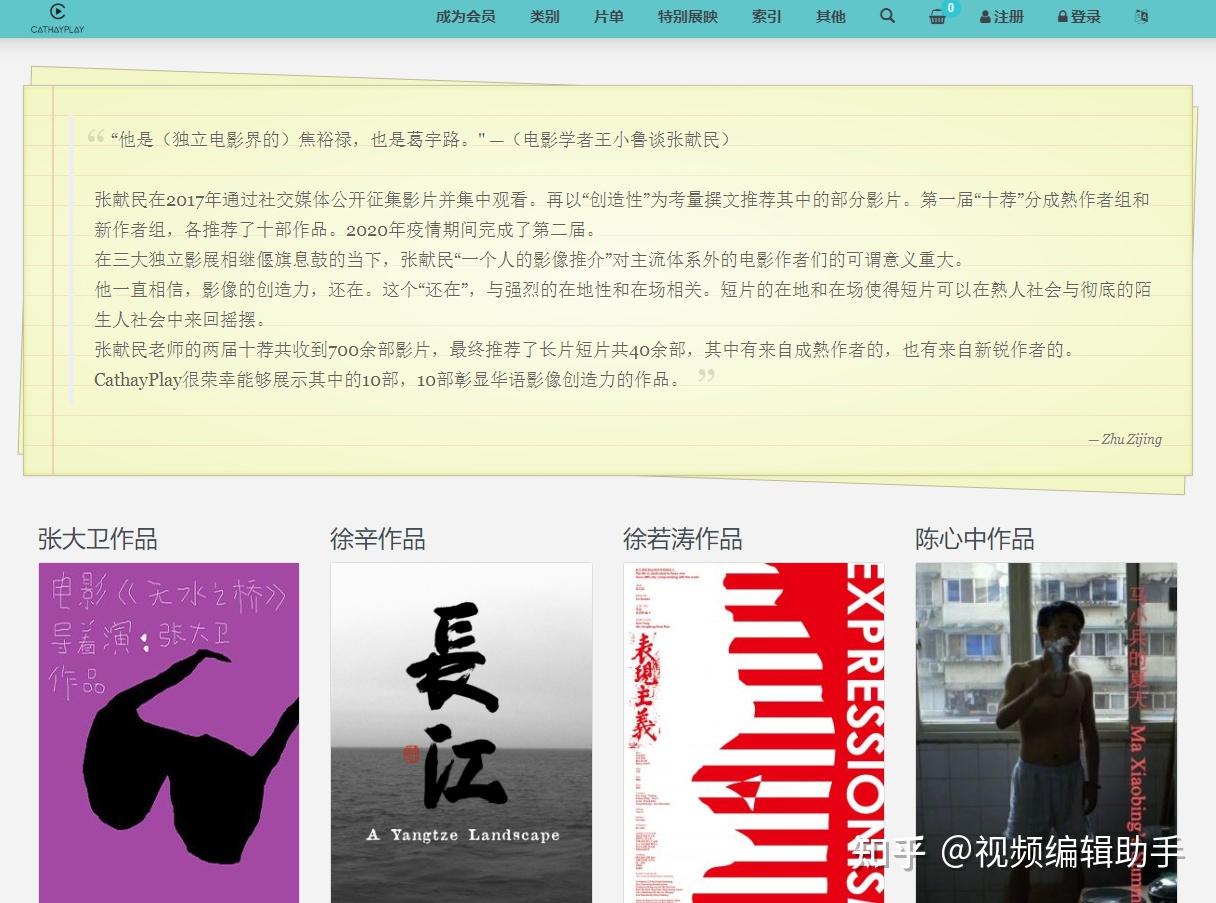 CATHAYPLAY
成为会员 类别 片单 特别展映 索引 其他 0 注册 登录
“他是（独立电影界的）焦裕禄，也是葛宇路。" —（电影学者王小鲁谈张献民）
张献民在2017年通过社交媒体公开征集影片并集中观看。再以“创造性”为考量撰文推荐其中的部分影片。第一届“十荐”分成熟作者组和
新作者组，各推荐了十部作品。2020年疫情期间完成了第二届。
在三大独立影展相继偃旗息鼓的当下，张献民“一个人的影像推介”对主流体系外的电影作者们的可谓意义重大。
他一直相信，影像的创造力，还在。这个“还在”，与强烈的在地性和在场相关。短片的在地和在场使得短片可以在熟人社会与彻底的陌
生人社会中来回摇摆。
张献民老师的两届十荐共收到700余部影片，最终推荐了长片短片共40余部，其中有来自成熟作者的，也有来自新锐作者的。
CathayPlay很荣幸能够展示其中的10部，10部彰显华语影像创造力的作品。
— Zhu Zijing
张大卫作品
徐辛作品
徐若涛作品
陈心中作品
电影《无水之桥》
导着演：张大卫
作品
長江
A Yangtze Landscape
表現主義
EXPRESSIONIS
马小兵的夏天 Ma Xiaobing's Summ
知乎 @视频编辑助手